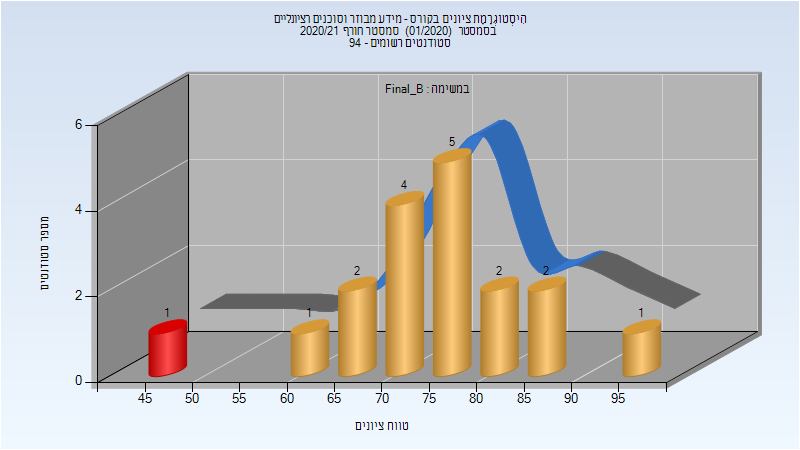 היסטוגרמת ציונים בקורס - מידע מבוזר וסוכנים רציונליים
בסמסטר (01/2020) סמסטר חורף 2020/21
סטודנטים רשומים - 94
במשימה : Final_B
מספר סטודנטים
6
4
2
0
1
1
2
4
5
2
2
1
45 50 55 60 65 70 75 80 85 90 95
טווח ציונים